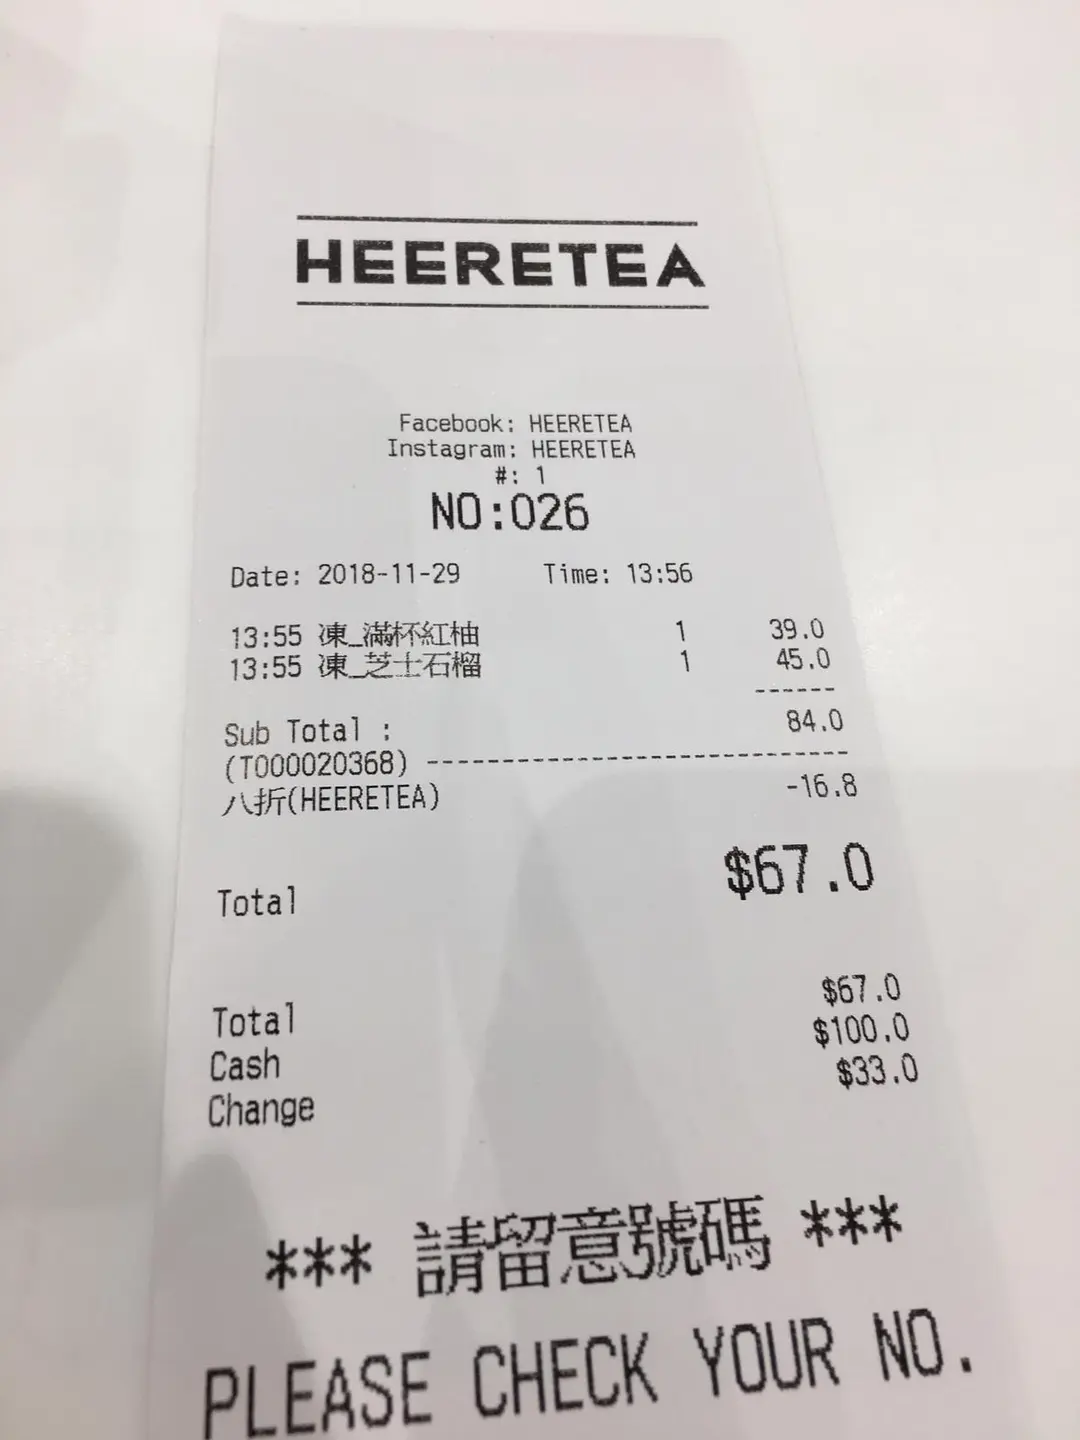 HEERETEA
Facebook: HEERETEA
Instagram: HEERETEA
#: 1
NO:026
Date: 2018-11-29 Time: 13:56
13:55 凍_滿杯紅柚 1 39.0
13:55 凍_芝士石榴 1 45.0
------
Sub Total : 84.0
(T000020368) ----------------------------
八折(HEERETEA) -16.8
Total $67.0
Total $67.0
Cash $100.0
Change $33.0
*** 請留意號碼 ***
PLEASE CHECK YOUR NO.